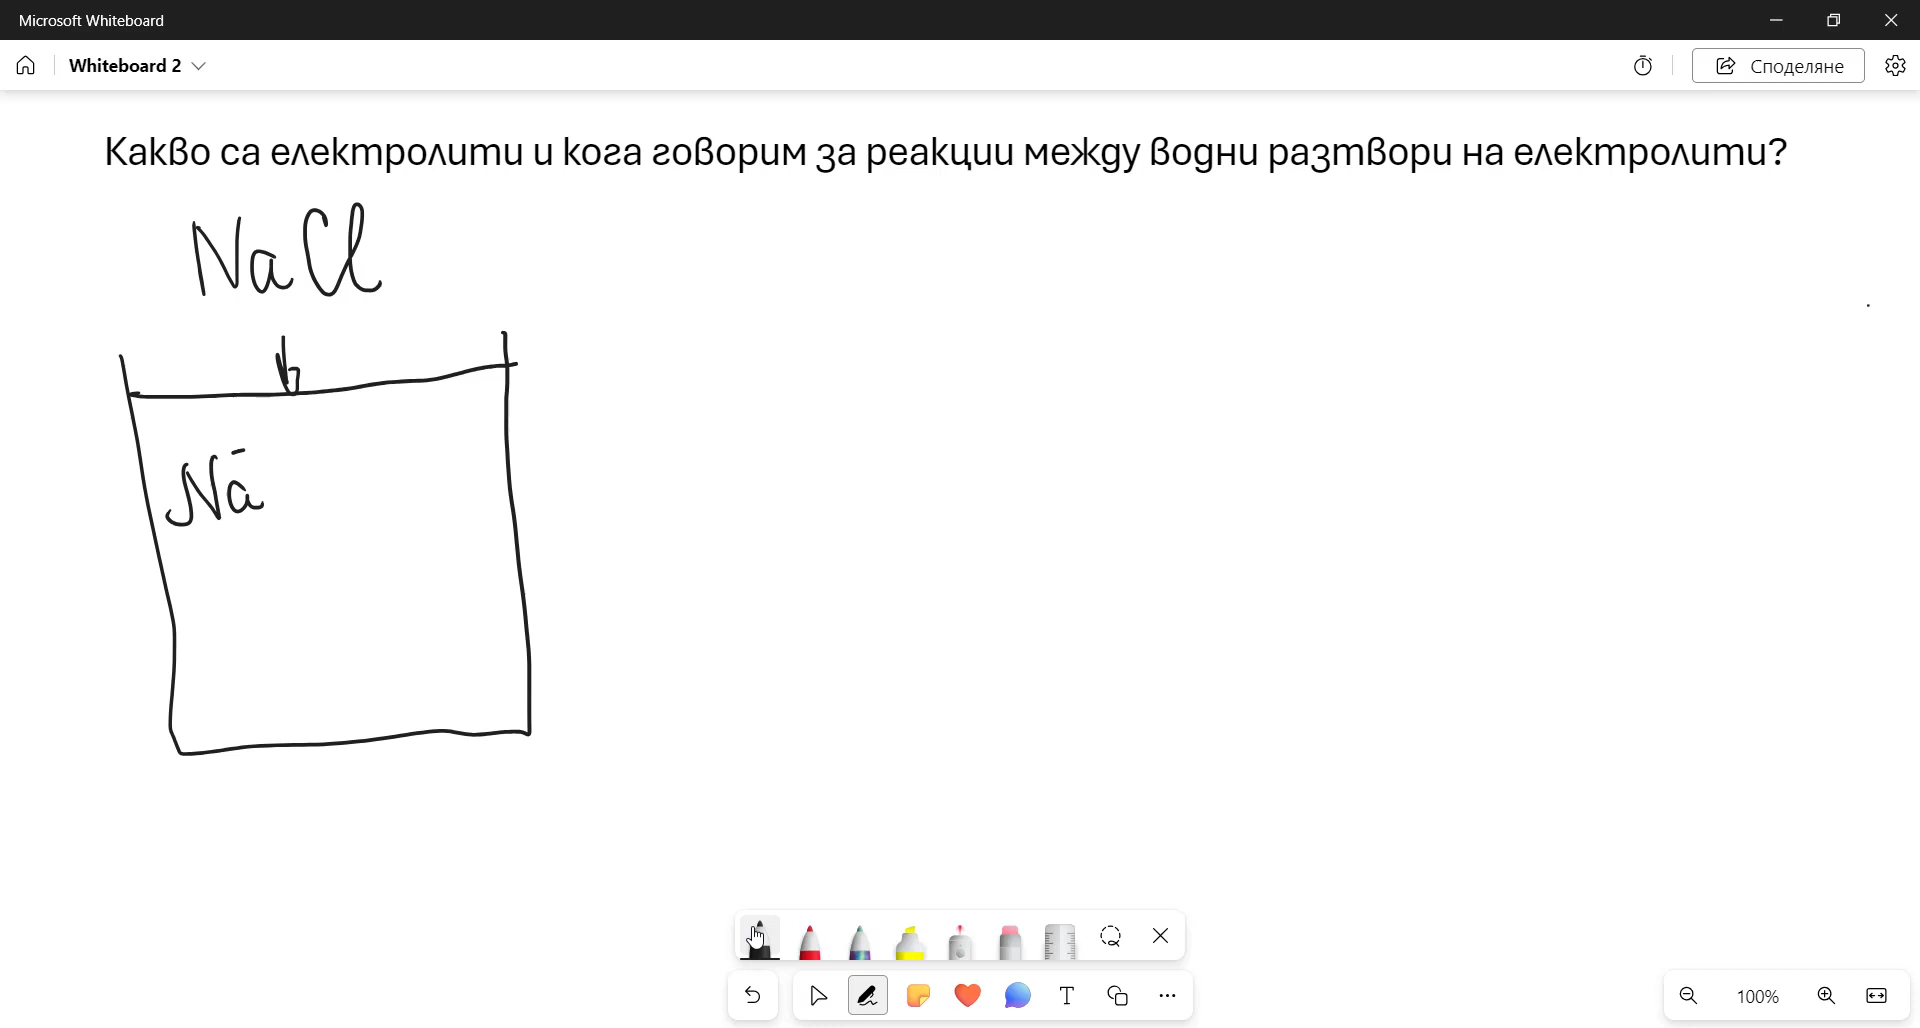 Microsoft Whiteboard
Whiteboard 2
Споделяне
Какво са електролити и кога говорим за реакции между водни разтвори на електролити?
NaCl
Na-
100%